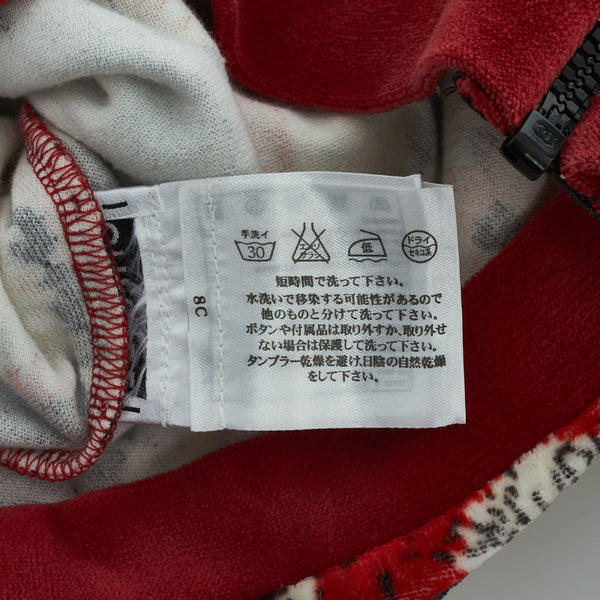 手洗イ
30
エンソ
サラシ
低
ドライ
セキユ系
短時間で洗って下さい。
水洗いで移染する可能性があるので
他のものと分けて洗って下さい。
ボタンや付属品は取り外すか、取り外せ
ない場合は保護して洗って下さい。
タンブラー乾燥を避け、日陰の自然乾燥
をして下さい。
8C